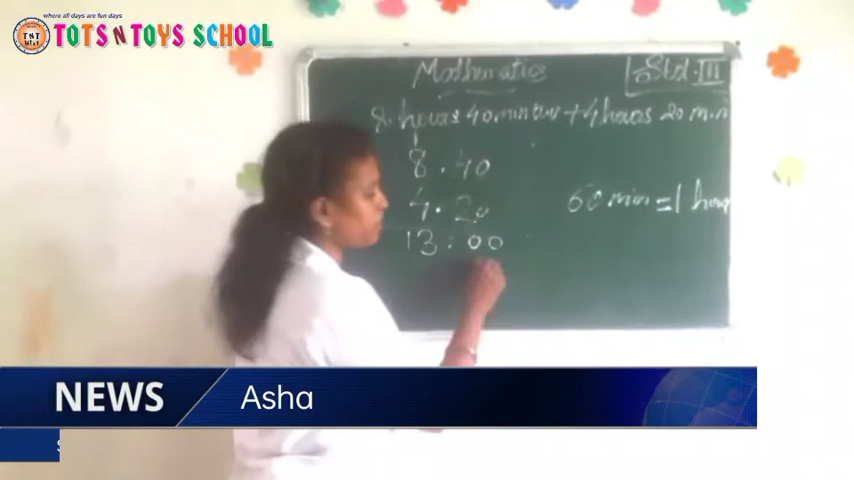 where all days are fun days
TNT
TOTS N TOYS SCHOOL
Mathematics
Std.III
8. hours 40 minutes + 4 hours 20 min
8.40
4.20
60 min = 1 hour
13:00
NEWS
Asha